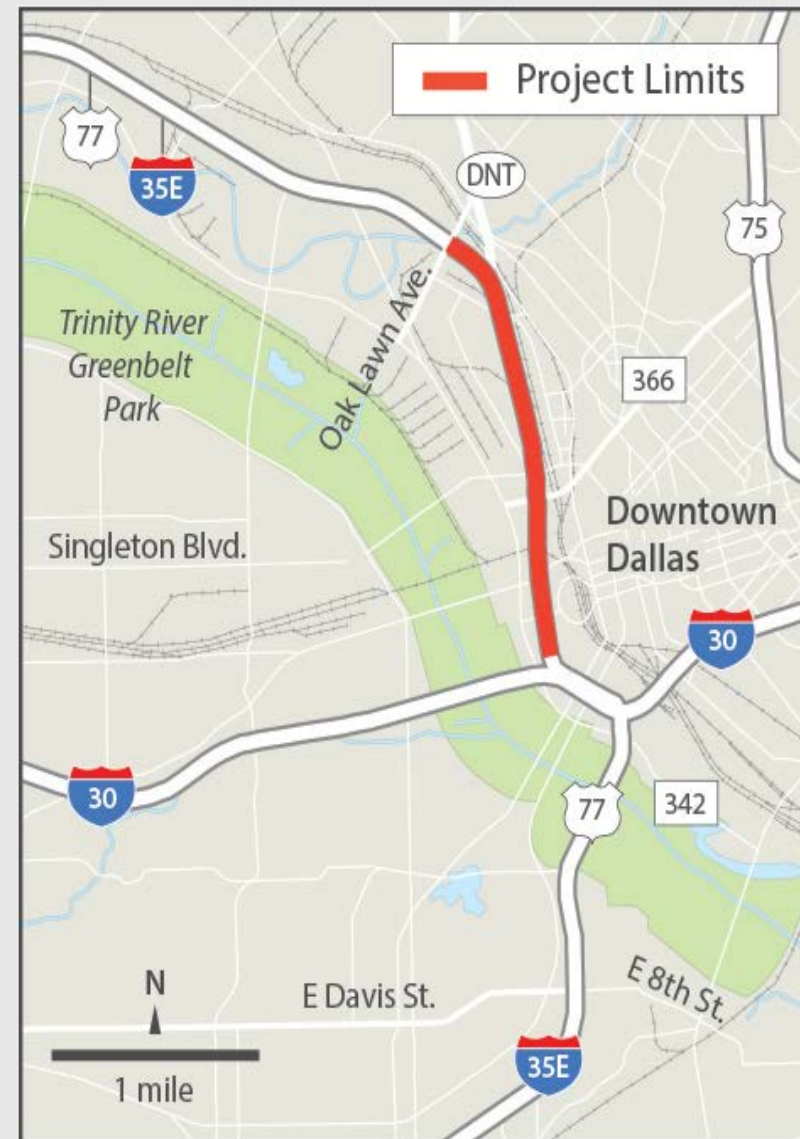 Project Limits
77
35E
DNT
75
Trinity River
Greenbelt
Park
Oak Lawn Ave.
366
Singleton Blvd.
Downtown
Dallas
30
30
77
342
N
E Davis St.
E 8th St.
35E
1 mile